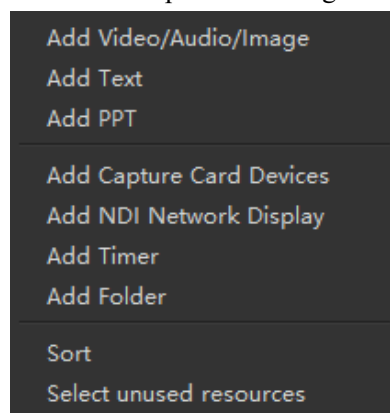 Add Video/Audio/Image
Add Text
Add PPT
Add Capture Card Devices
Add NDI Network Display
Add Timer
Add Folder
Sort
Select unused resources